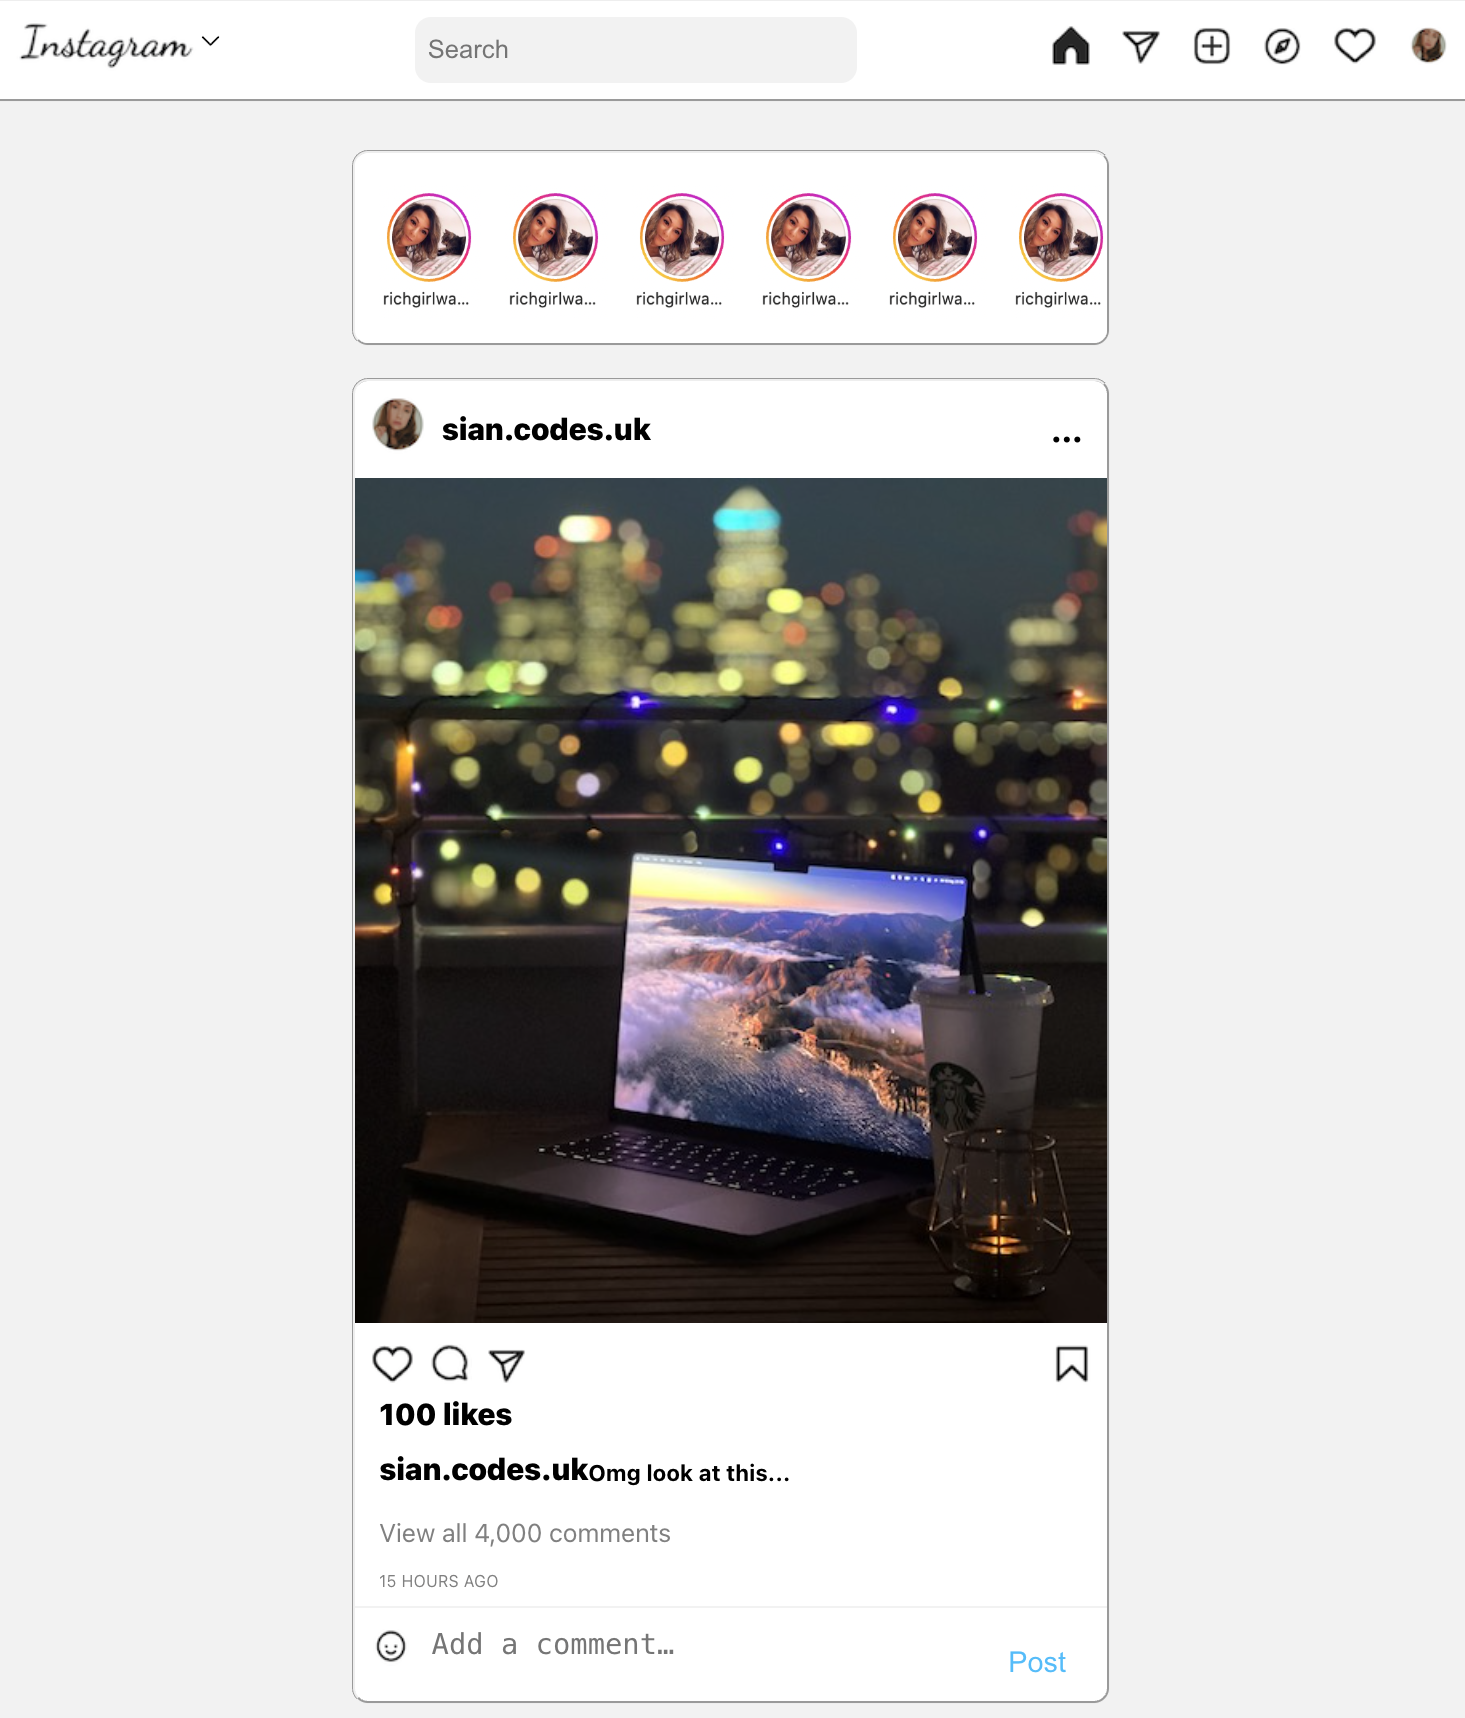 Instagram
Search
richgirlwa... richgirlwa... richgirlwa... richgirlwa... richgirlwa... richgirlwa...
sian.codes.uk
...
100 likes
sian.codes.ukOmg look at this...
View all 4,000 comments
15 HOURS AGO
Add a comment…
Post